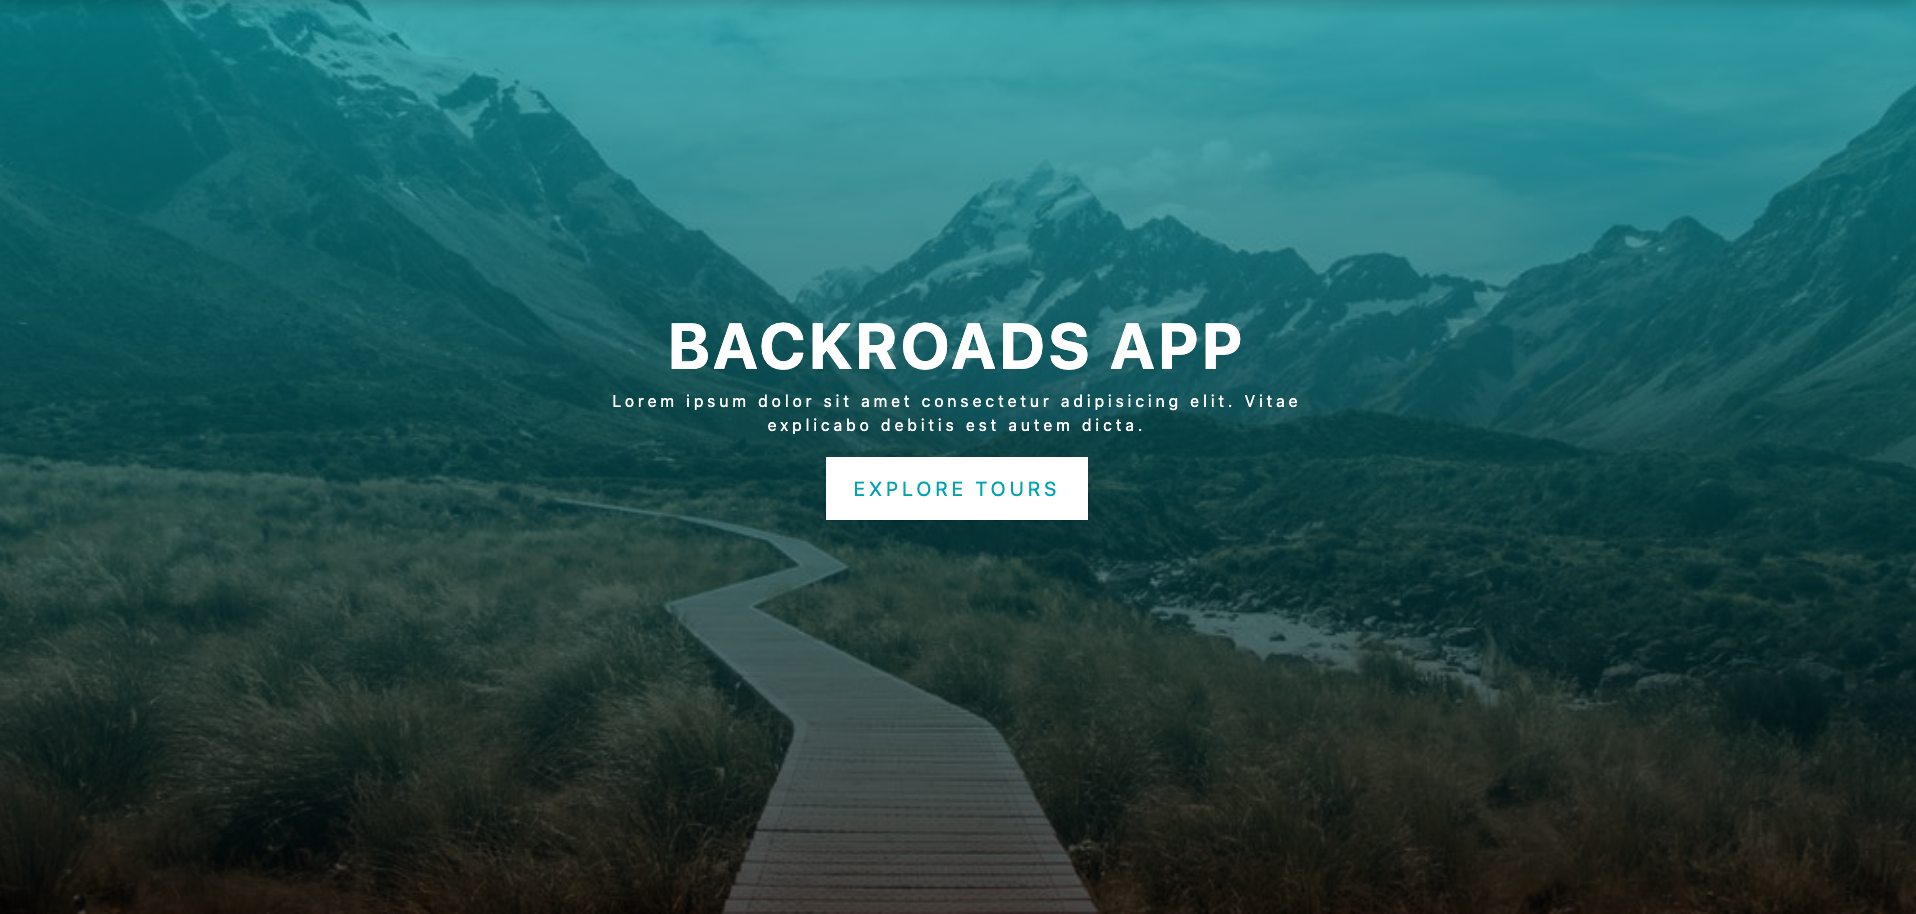 BACKROADS APP
Lorem ipsum dolor sit amet consectetur adipisicing elit. Vitae
explicabo debitis est autem dicta.
EXPLORE TOURS